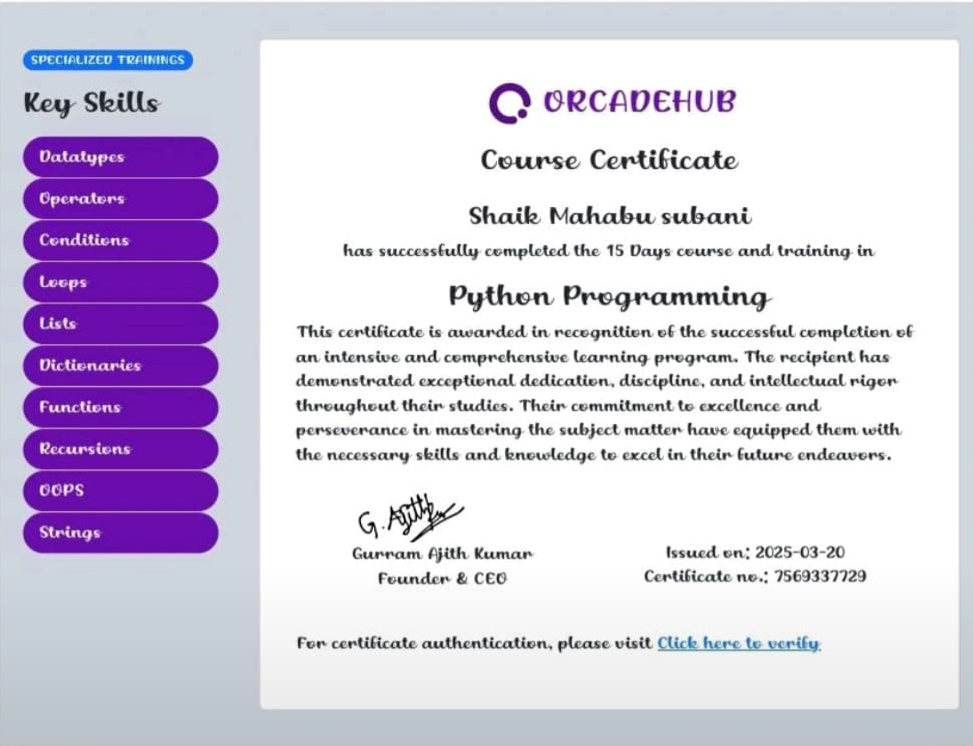 SPECIALIZED TRAININGS
Key Skills
Datatypes
Operators
Conditions
Loops
Lists
Dictionaries
Functions
Recursions
OOPS
Strings
ORCADEHUB
Course Certificate
Shaik Mahabu subani
has successfully completed the 15 Days course and training in
Python Programming
This certificate is awarded in recognition of the successful completion of
an intensive and comprehensive learning program. The recipient has
demonstrated exceptional dedication, discipline, and intellectual rigor
throughout their studies. Their commitment to excellence and
perseverance in mastering the subject matter have equipped them with
the necessary skills and knowledge to excel in their future endeavors.
G. Ajith
Gurram Ajith Kumar
Founder & CEO
Issued on: 2025-03-20
Certificate no.: 7569337729
For certificate authentication, please visit Click here to verify.